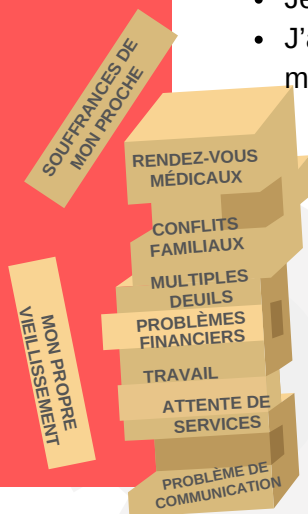 • Je
• J'a
m
SOUFFRANCES DE
MON PROCHE
RENDEZ-VOUS
MÉDICAUX
CONFLITS
FAMILIAUX
MULTIPLES
DEUILS
PROBLÈMES
FINANCIERS
MON PROPRE
VIEILLISSEMENT
TRAVAIL
ATTENTE DE
SERVICES
PROBLÈME DE
COMMUNICATION